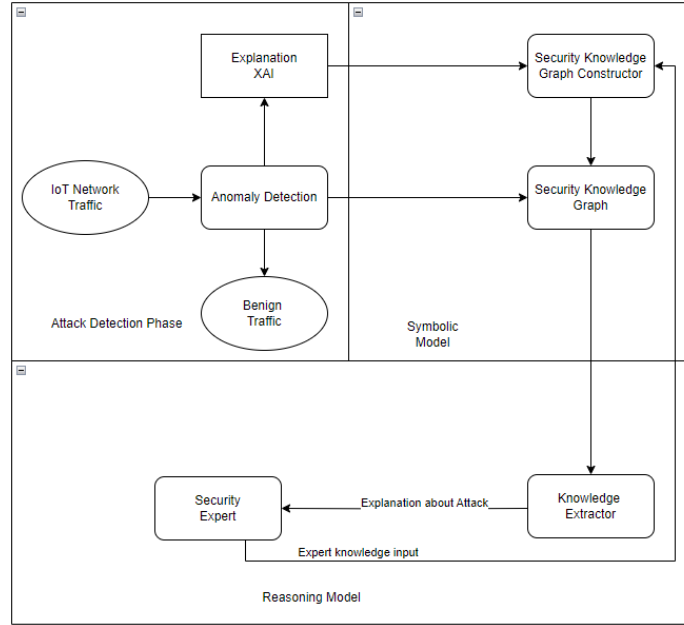 Explanation
XAI
Security Knowledge
Graph Constructor
IoT Network
Traffic
Anomaly Detection
Security Knowledge
Graph
Benign
Traffic
Attack Detection Phase
Symbolic
Model
Security
Expert
Explanation about Attack
Knowledge
Extractor
Expert knowledge input
Reasoning Model